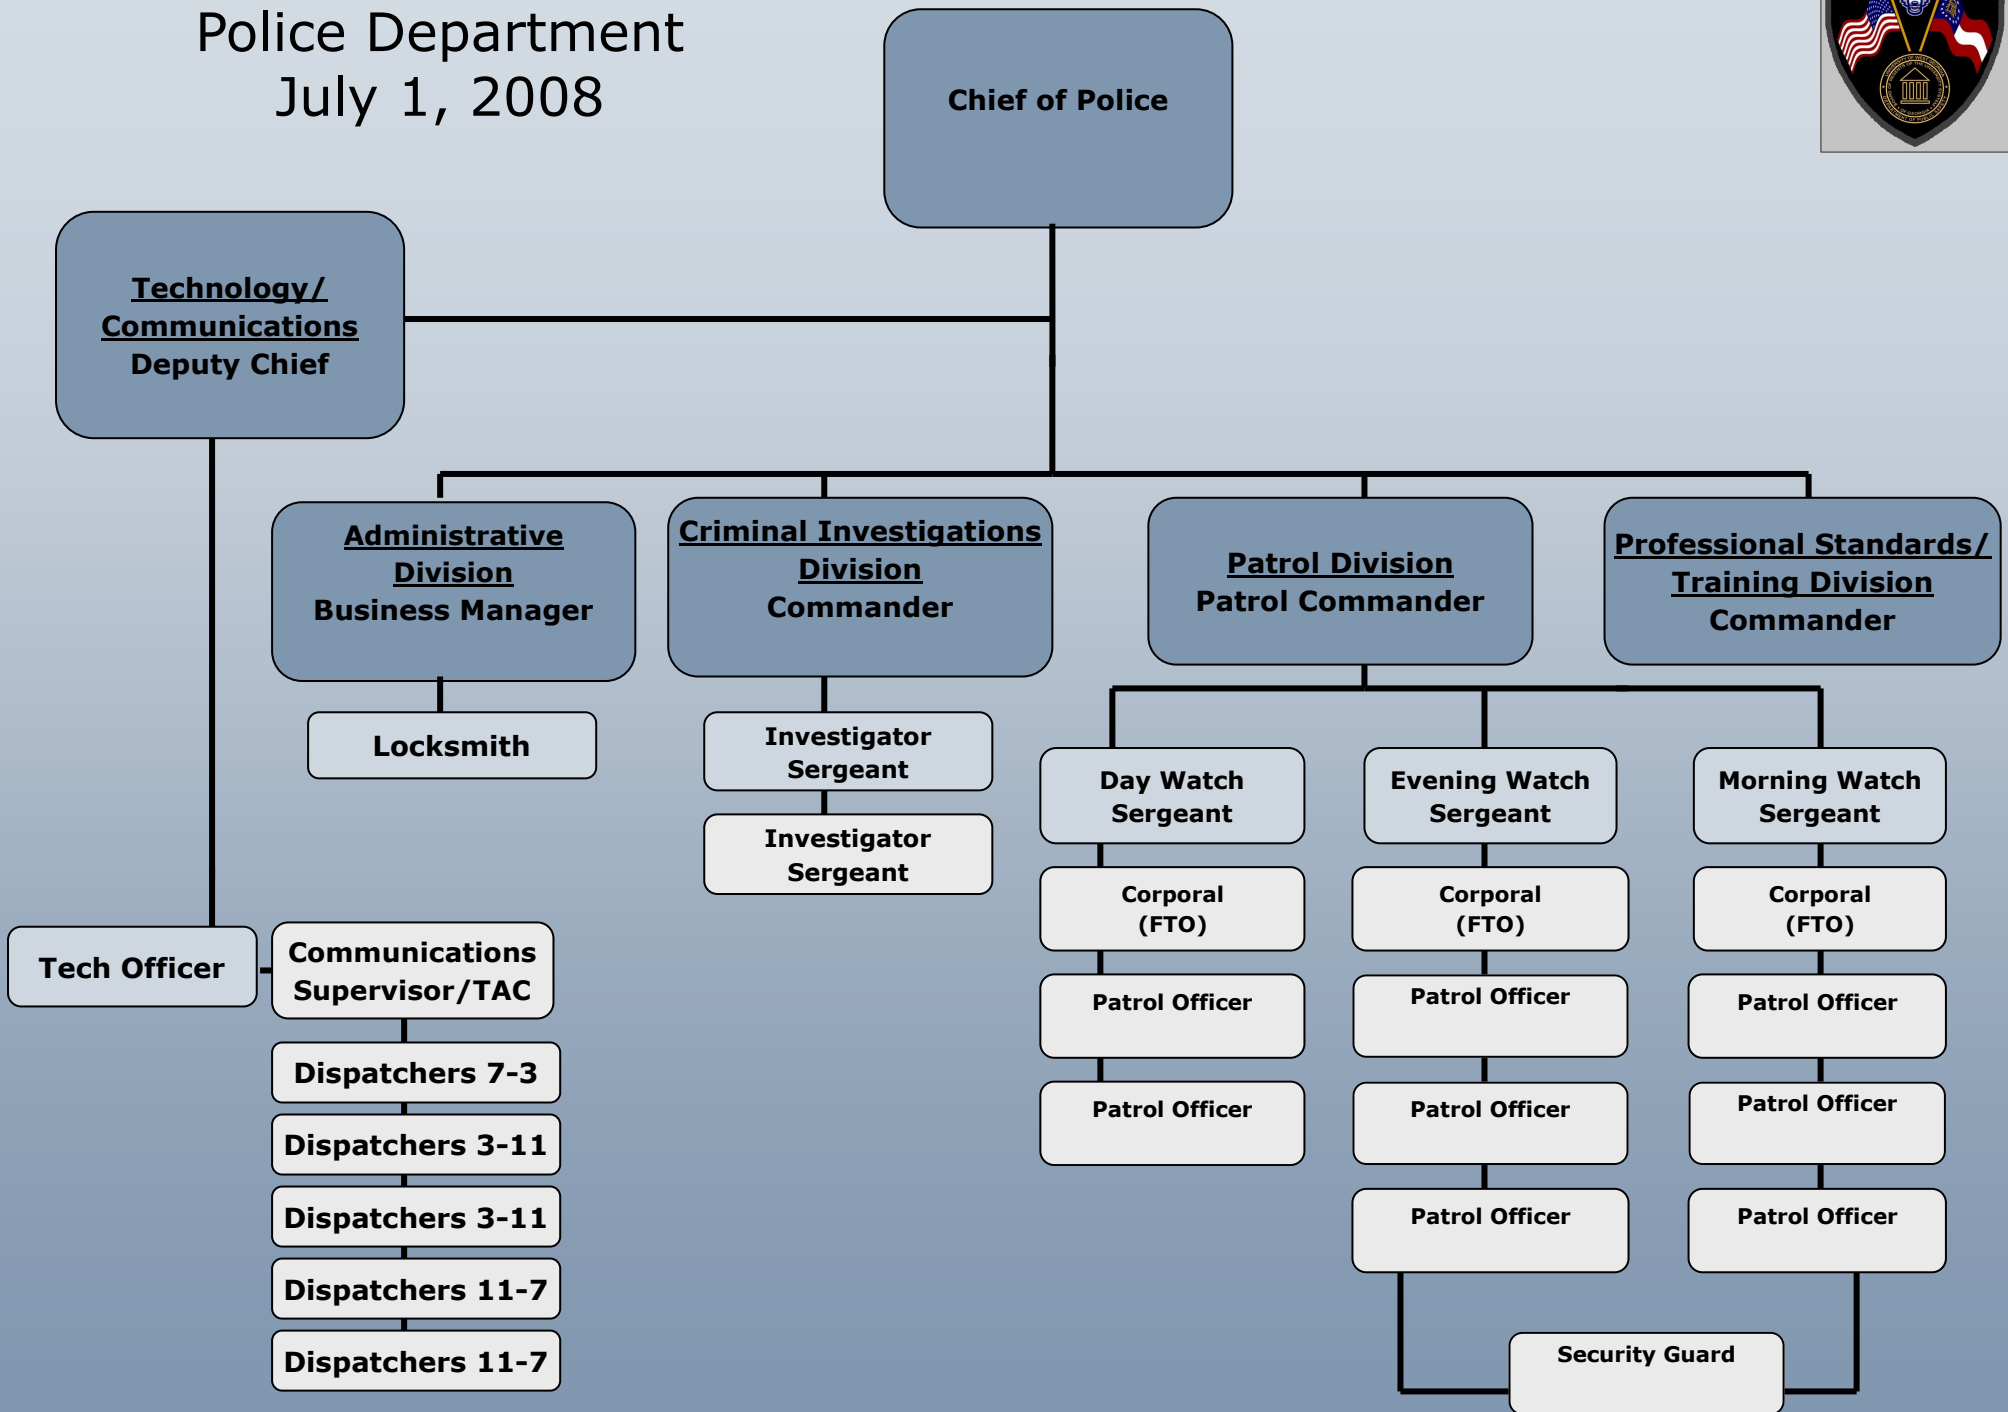 Police Department
July 1, 2008
Chief of Police
Technology/
Communications
Deputy Chief
Administrative
Division
Business Manager
Criminal Investigations
Division
Commander
Patrol Division
Patrol Commander
Professional Standards/
Training Division
Commander
Locksmith
Investigator
Sergeant
Investigator
Sergeant
Day Watch
Sergeant
Evening Watch
Sergeant
Morning Watch
Sergeant
Corporal
(FTO)
Corporal
(FTO)
Corporal
(FTO)
Tech Officer
Communications
Supervisor/TAC
Patrol Officer
Patrol Officer
Patrol Officer
Dispatchers 7-3
Patrol Officer
Patrol Officer
Patrol Officer
Dispatchers 3-11
Dispatchers 3-11
Patrol Officer
Patrol Officer
Dispatchers 11-7
Dispatchers 11-7
Security Guard